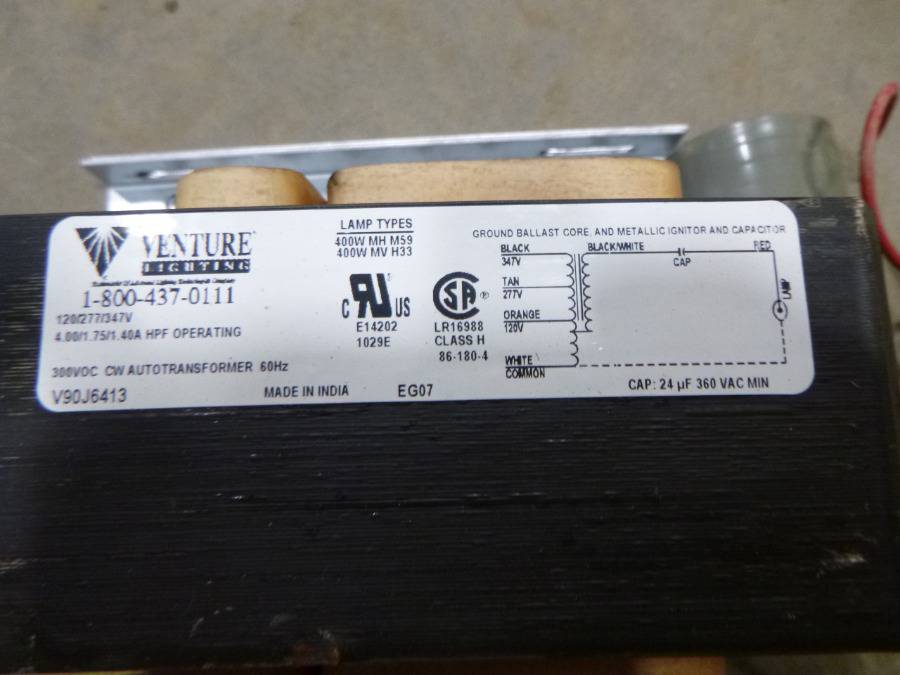 VENTURE
LIGHTING
1-800-437-0111
120/277/347V
4.00/1.75/1.40A HPF OPERATING
300VOC CW AUTOTRANSFORMER 60Hz
V90J6413
MADE IN INDIA
EG07
LAMP TYPES
400W MH M59
400W MV H33
C UR US
E14202
1029E
SA ®
LR16988
CLASS H
86-180-4
GROUND BALLAST CORE, AND METALLIC IGNITOR AND CAPACITOR
BLACK
347V
TAN
277V
ORANGE
120V
WHITE
COMMON
BLACK/WHITE
CAP
RED
LAMP
CAP: 24 µF 360 VAC MIN